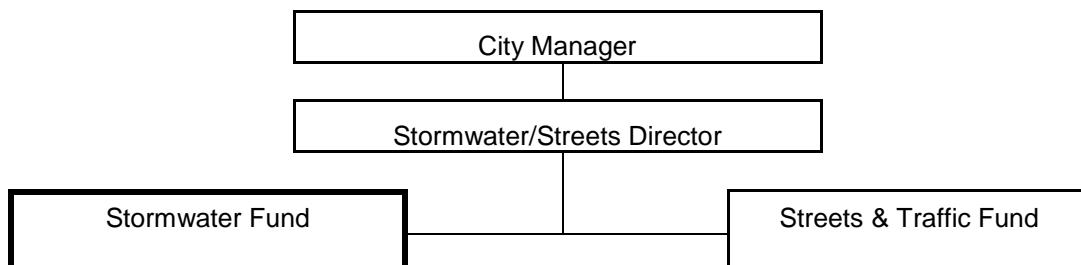 City Manager
Stormwater/Streets Director
Stormwater Fund
Streets & Traffic Fund